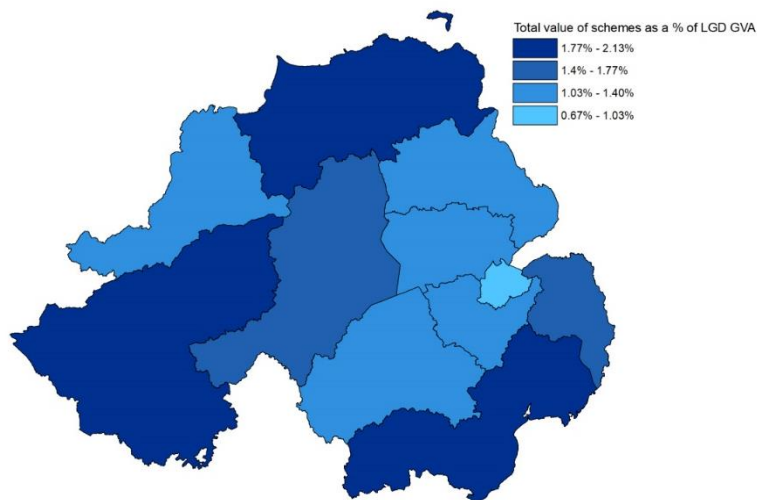 Total value of schemes as a % of LGD GVA
1.77% - 2.13%
1.4% - 1.77%
1.03% - 1.40%
0.67% - 1.03%